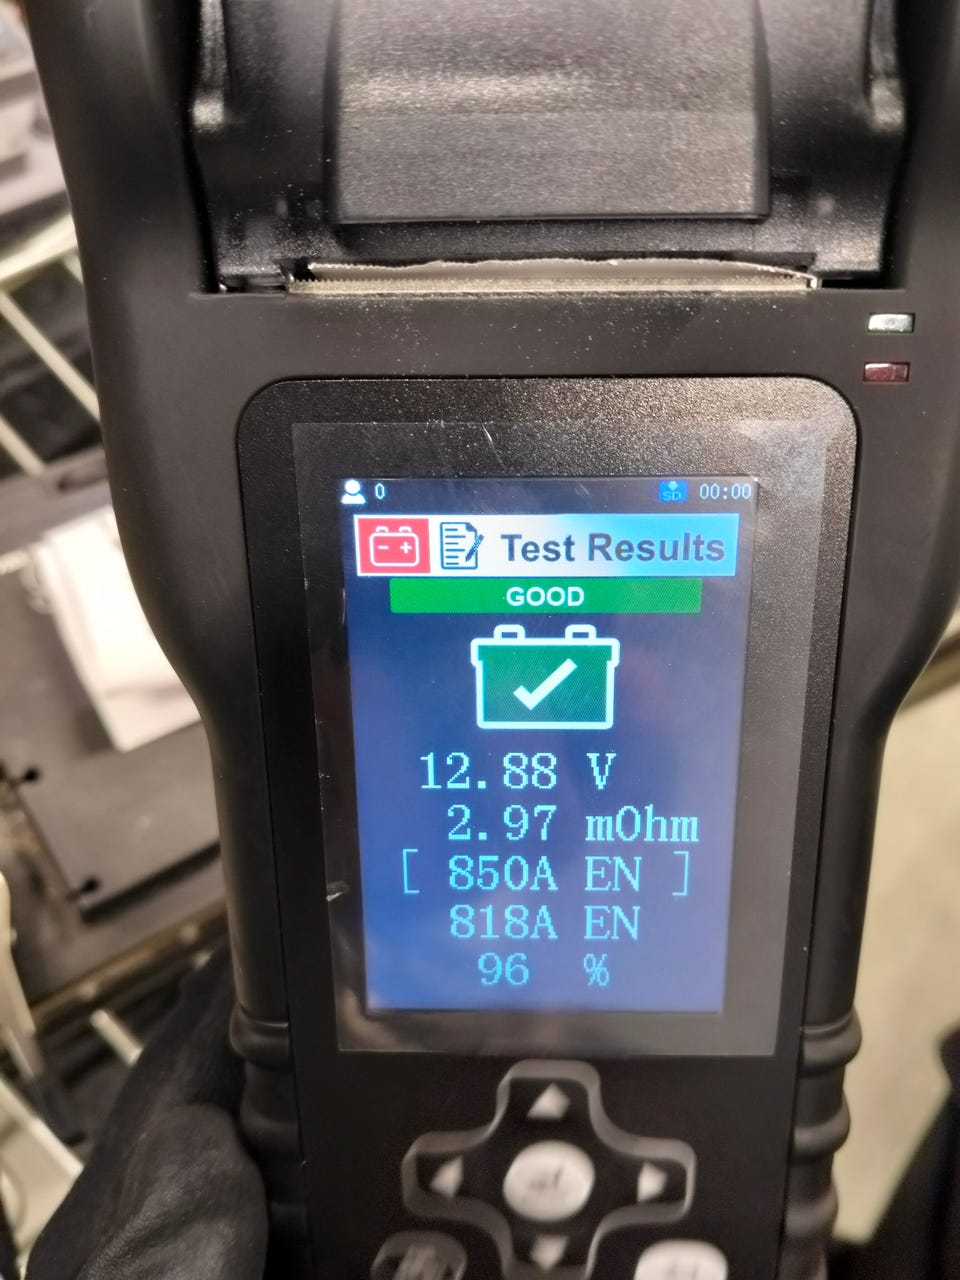 0 SD 00:00
Test Results
GOOD
12.88 V
2.97 mOhm
[ 850A EN ]
818A EN
96 %